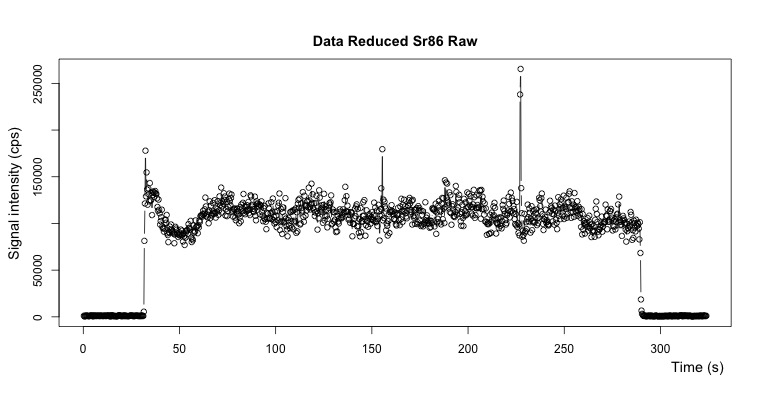 Data Reduced Sr86 Raw
Signal intensity (cps)
250000
150000
50000
0
0 50 100 150 200 250 300
Time (s)